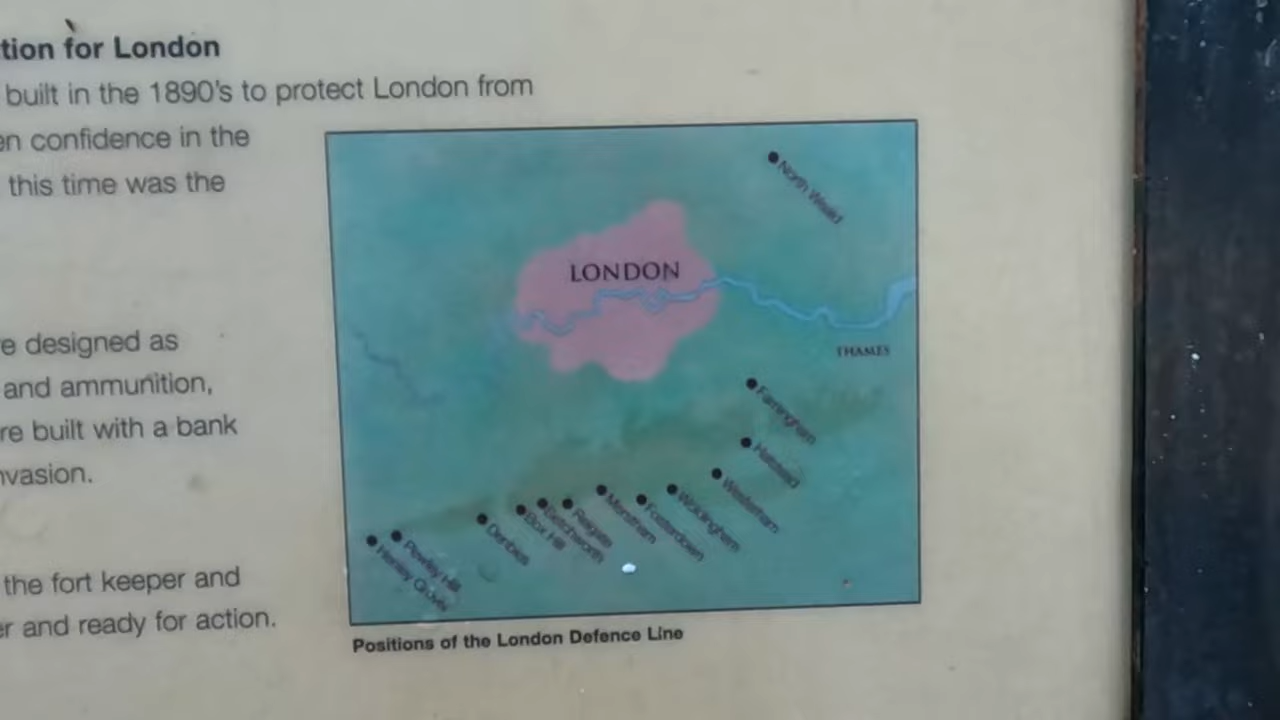 tion for London
built in the 1890's to protect London from
en confidence in the
this time was the
e designed as
and ammunition,
re built with a bank
nvasion.
the fort keeper and
er and ready for action.
North Weald
LONDON
THAMES
Farningham
Halstead
Westerham
Woldingham
Fosterdown
Merstham
Reigate
Betchworth
Box Hill
Denbies
Pewley Hill
Henley Grove
Positions of the London Defence Line